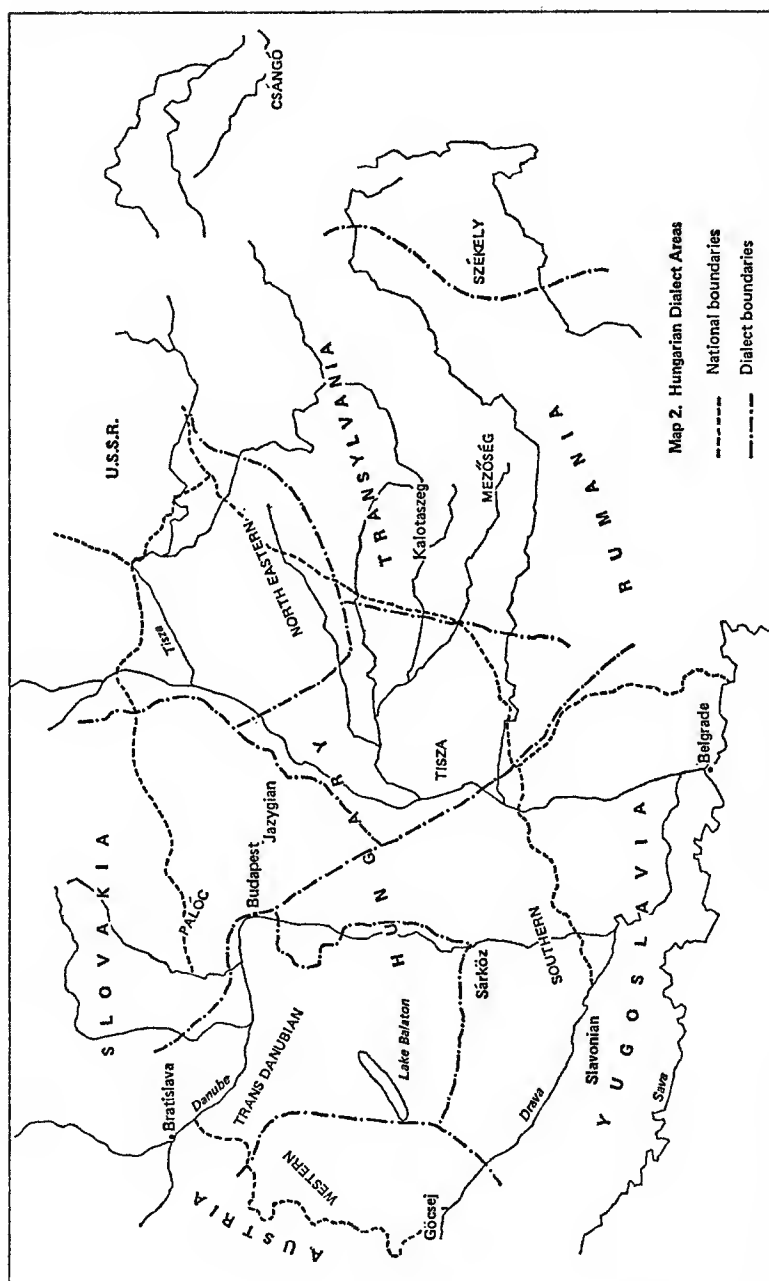 CSÁNGÓ
U.S.S.R.
SZÉKELY
Map 2. Hungarian Dialect Areas
National boundaries
Dialect boundaries
TRANSYLVANIA
Kalotaszeg
MEZŐSÉG
RUMANIA
NORTH EASTERN
Tisza
SLOVAKIA
PALÓC
Budapest
Jazygian
HUNGARY
TISZA
Belgrade
Bratislava
Danube
TRANS DANUBIAN
Lake Balaton
Sárköz
SOUTHERN
AUSTRIA
WESTERN
Göcsej
Drava
Slavonian
YUGOSLAVIA
Sava